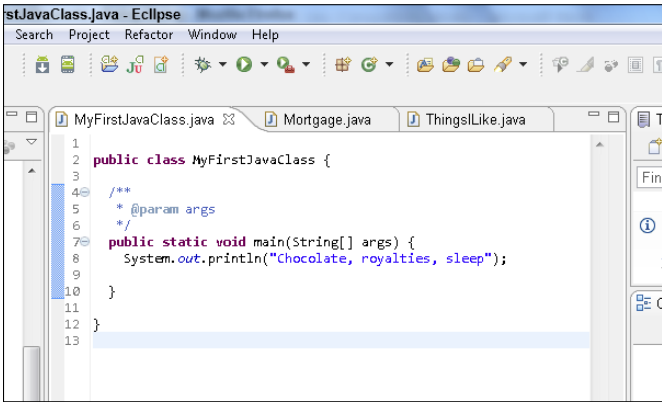 rstJavaClass.java - Eclipse
Search Project Refactor Window Help
MyFirstJavaClass.java Mortgage.java ThingsILike.java T
1
2 public class MyFirstJavaClass {
3
4 /**
5 * @param args
6 */
7 public static void main(String[] args) {
8 System.out.println("Chocolate, royalties, sleep");
9
10 }
11
12 }
13
Fin